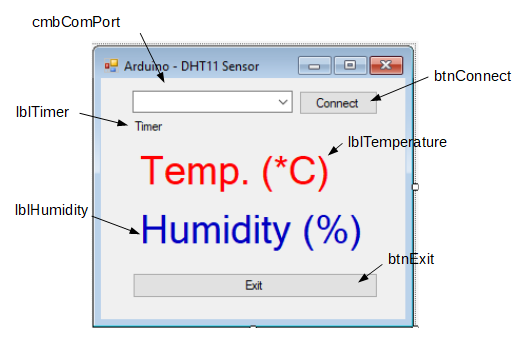 cmbComPort
Arduino - DHT11 Sensor
btnConnect
Connect
lblTimer
Timer
lblTemperature
Temp. (*C)
lblHumidity
Humidity (%)
btnExit
Exit